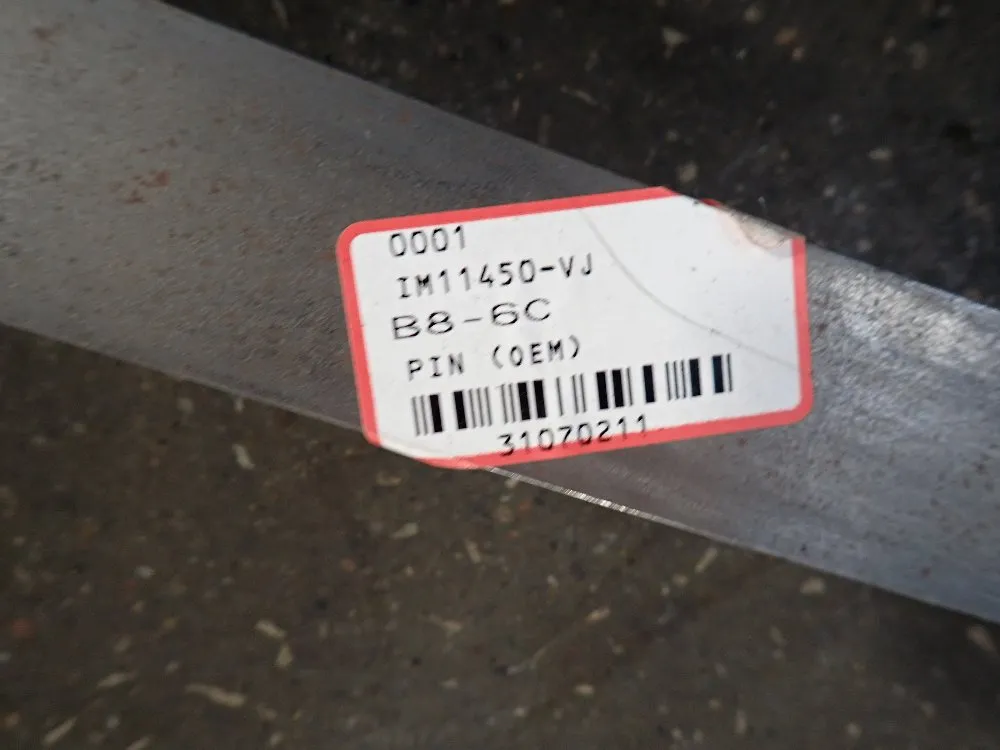 0001
IM11450-VJ
B8-6C
PIN (OEM)
31070211